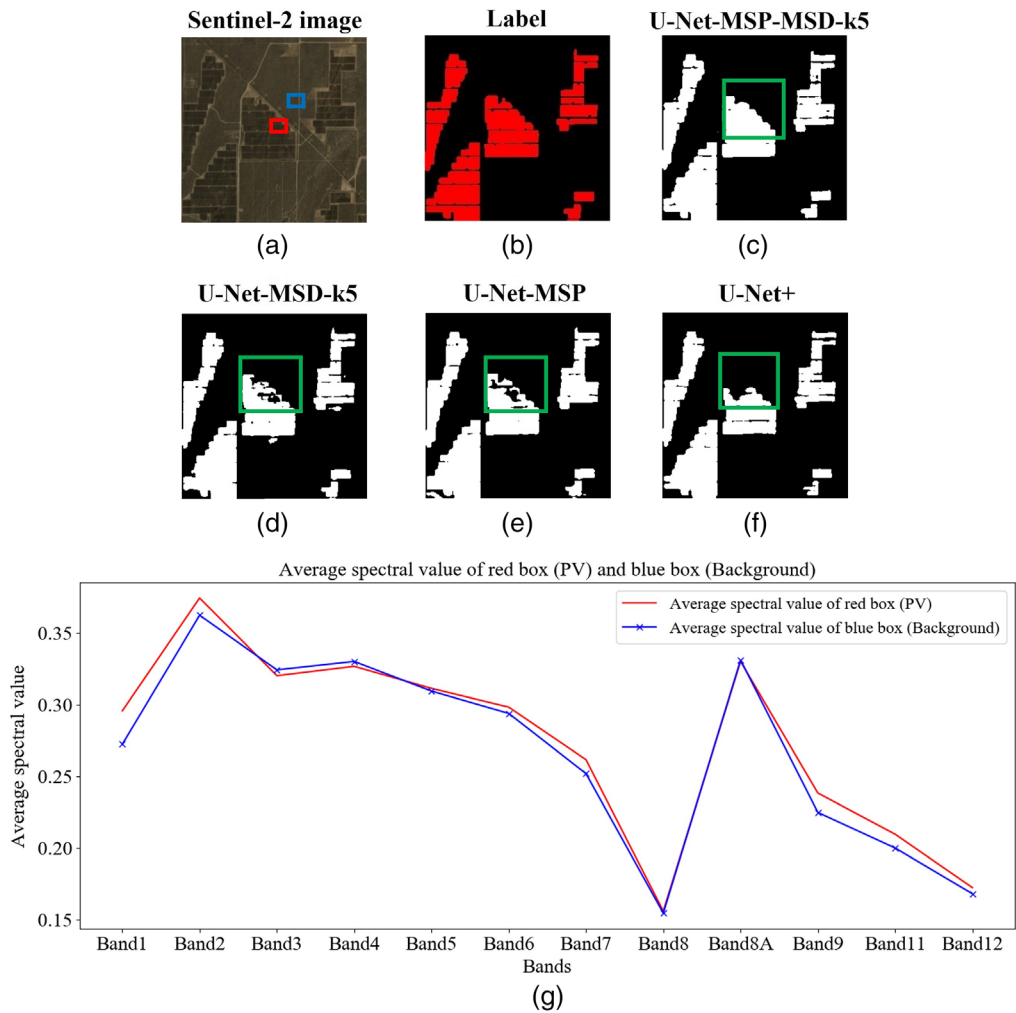 Sentinel-2 image
Label
U-Net-MSP-MSD-k5
(a)
(b)
(c)
U-Net-MSD-k5
U-Net-MSP
U-Net+
(d)
(e)
(f)
Average spectral value of red box (PV) and blue box (Background)
Average spectral value of red box (PV)
Average spectral value of blue box (Background)
Average spectral value
0.35
0.30
0.25
0.20
0.15
Band1 Band2 Band3 Band4 Band5 Band6 Band7 Band8 Band8A Band9 Band11 Band12
Bands
(g)